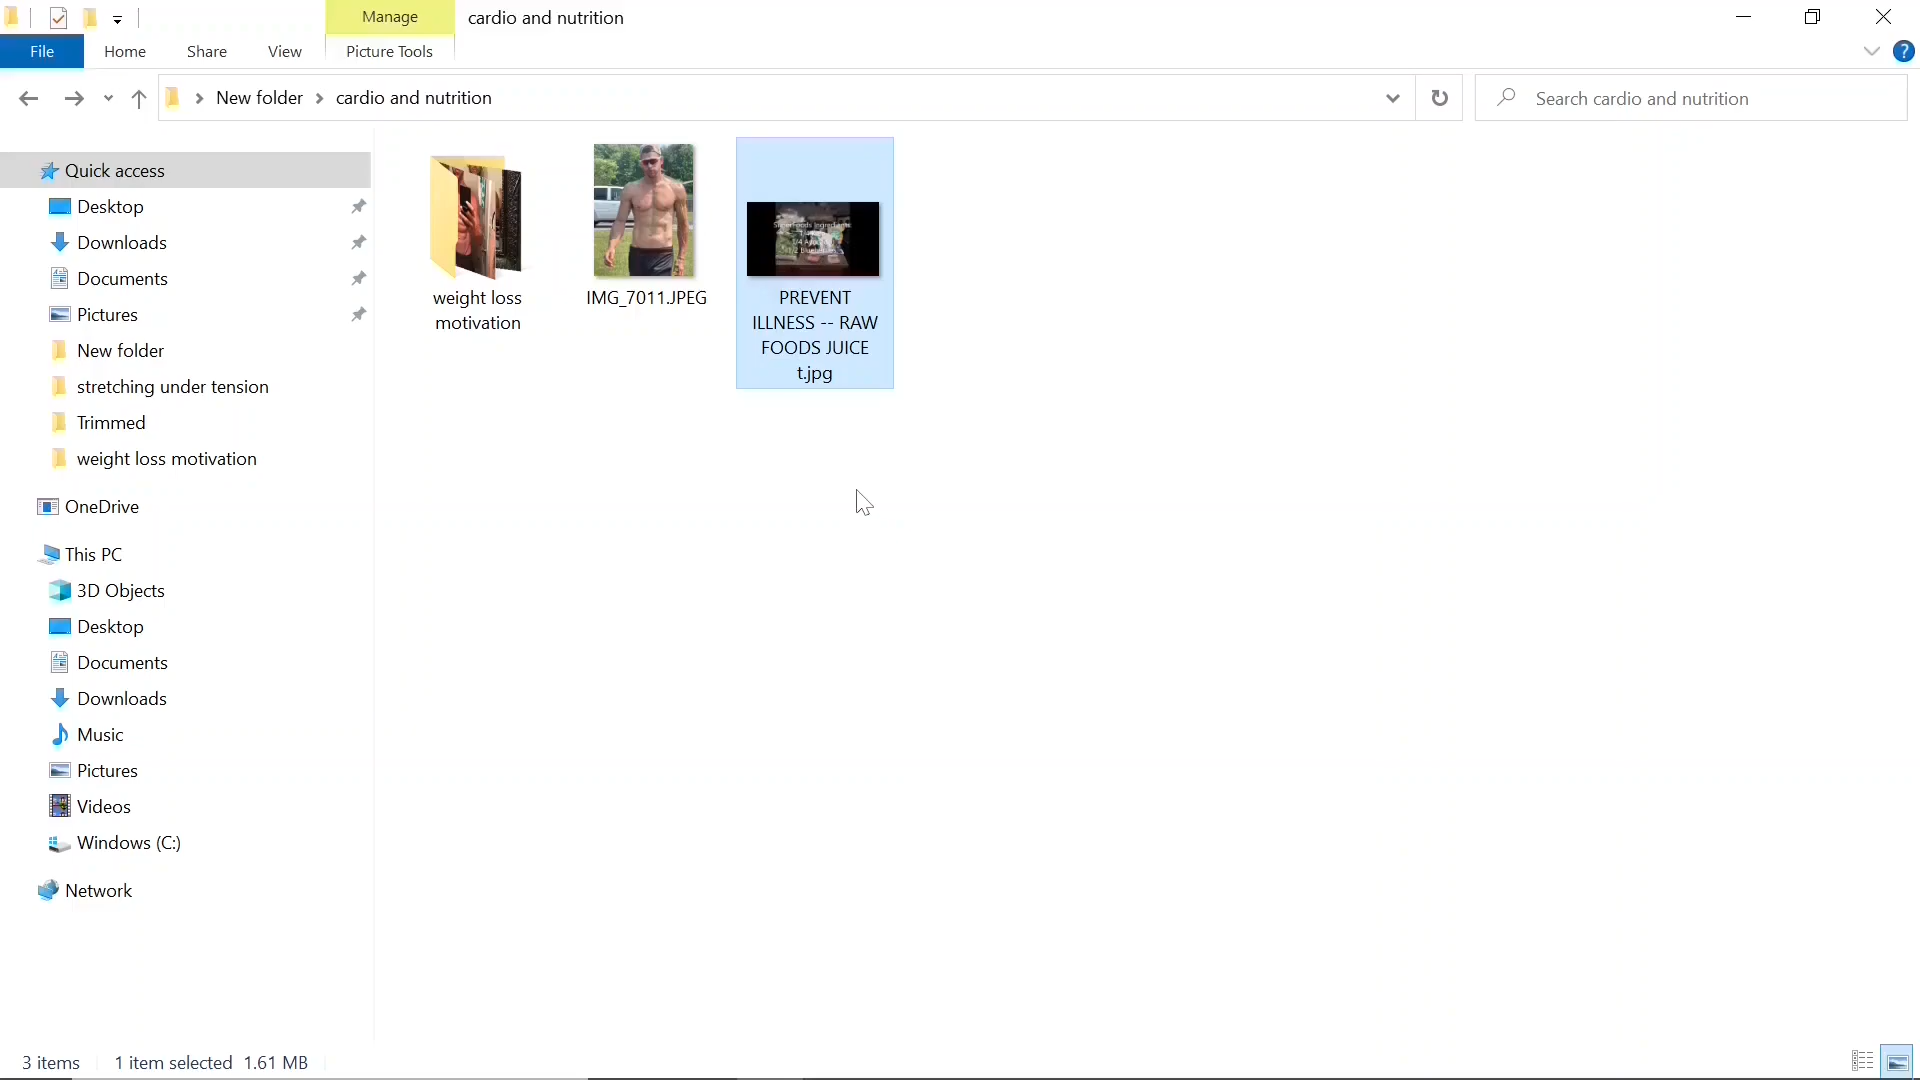 Manage
cardio and nutrition
File
Home
Share
View
Picture Tools
New folder
cardio and nutrition
Search cardio and nutrition
Quick access
Desktop
Downloads
Documents
Pictures
New folder
stretching under tension
Trimmed
weight loss motivation
OneDrive
This PC
3D Objects
Desktop
Documents
Downloads
Music
Pictures
Videos
Windows (C:)
Network
weight loss
motivation
IMG_7011.JPEG
SuperFoods Ingredients
PREVENT
ILLNESS -- RAW
FOODS JUICE
t.jpg
3 items
1 item selected 1.61 MB